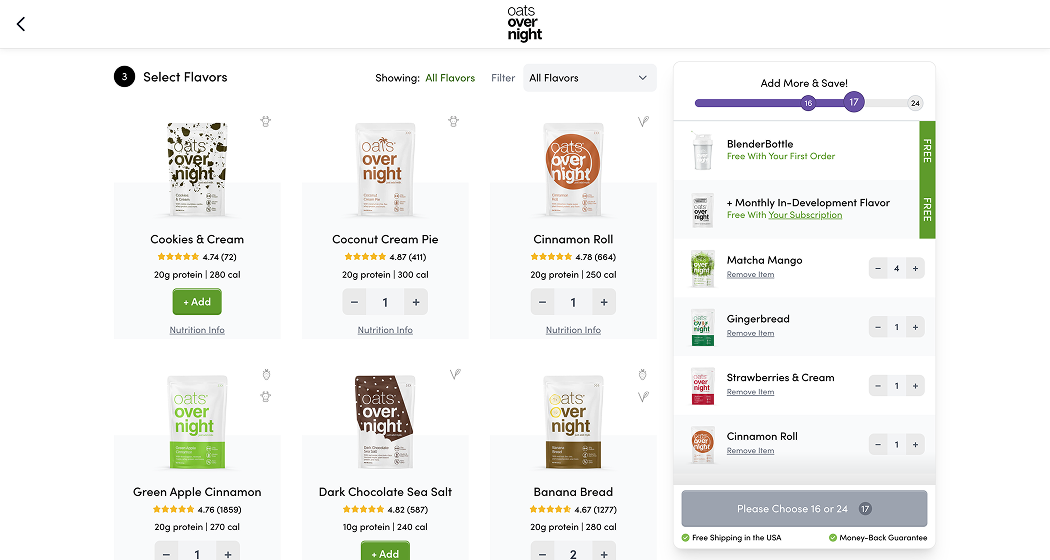 oats
over
night
3 Select Flavors
Showing: All Flavors Filter All Flavors
oats
over
night
Cookies
& Cream
Cookies & Cream
4.74 (72)
20g protein | 280 cal
+ Add
Nutrition Info
oats
over
night
Coconut
Cream Pie
Coconut Cream Pie
4.87 (411)
20g protein | 300 cal
− 1 +
Nutrition Info
oats
over
night
Cinnamon
Roll
Cinnamon Roll
4.78 (664)
20g protein | 250 cal
− 1 +
Nutrition Info
oats
over
night
Green Apple
Cinnamon
Green Apple Cinnamon
4.76 (1859)
20g protein | 270 cal
− 1 +
oats
over
night
Dark Chocolate
Sea Salt
Dark Chocolate Sea Salt
4.82 (587)
10g protein | 240 cal
+ Add
oats
over
night
Banana
Bread
Banana Bread
4.67 (1277)
20g protein | 280 cal
− 2 +
Add More & Save!
16 17 24
BlenderBottle
Free With Your First Order
FREE
oats
over
night
+ Monthly In-Development Flavor
Free With Your Subscription
FREE
oats
over
night
Matcha Mango
Remove Item
− 4 +
oats
over
night
Gingerbread
Remove Item
− 1 +
oats
over
night
Strawberries & Cream
Remove Item
− 1 +
oats
over
night
Cinnamon Roll
Remove Item
− 1 +
Please Choose 16 or 24 17
Free Shipping in the USA
Money-Back Guarantee